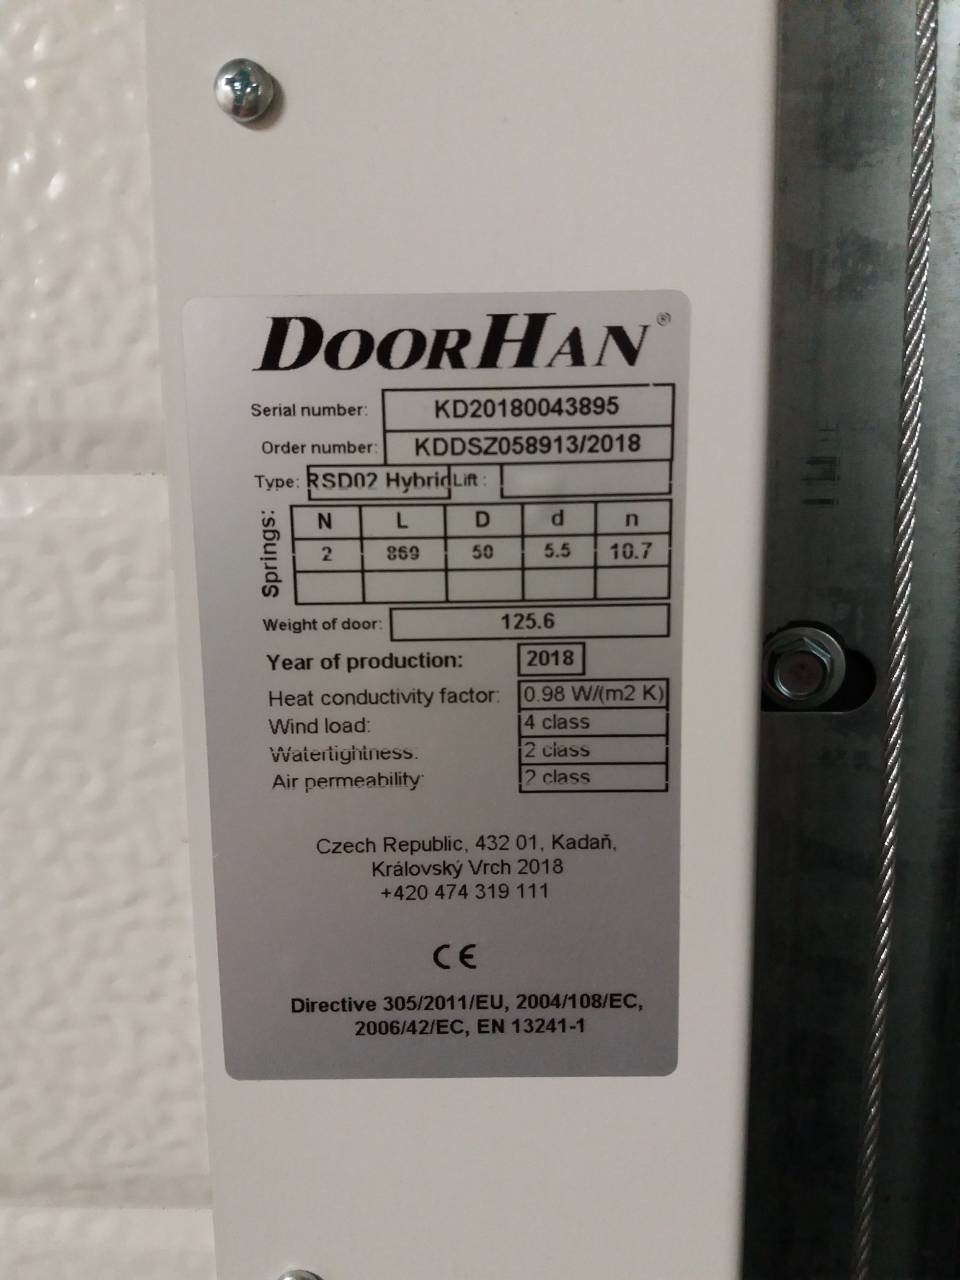 DOORHAN®
Serial number: KD20180043895
Order number: KDDSZ058913/2018
Type: RSD02 Hybrid Lift :
Springs:
N L D d n
2 869 50 5.5 10.7
Weight of door: 125.6
Year of production: 2018
Heat conductivity factor: 0.98 W/(m2 K)
Wind load: 4 class
Watertightness: 2 class
Air permeability: 2 class
Czech Republic, 432 01, Kadaň,
Královský Vrch 2018
+420 474 319 111
CE
Directive 305/2011/EU, 2004/108/EC,
2006/42/EC, EN 13241-1